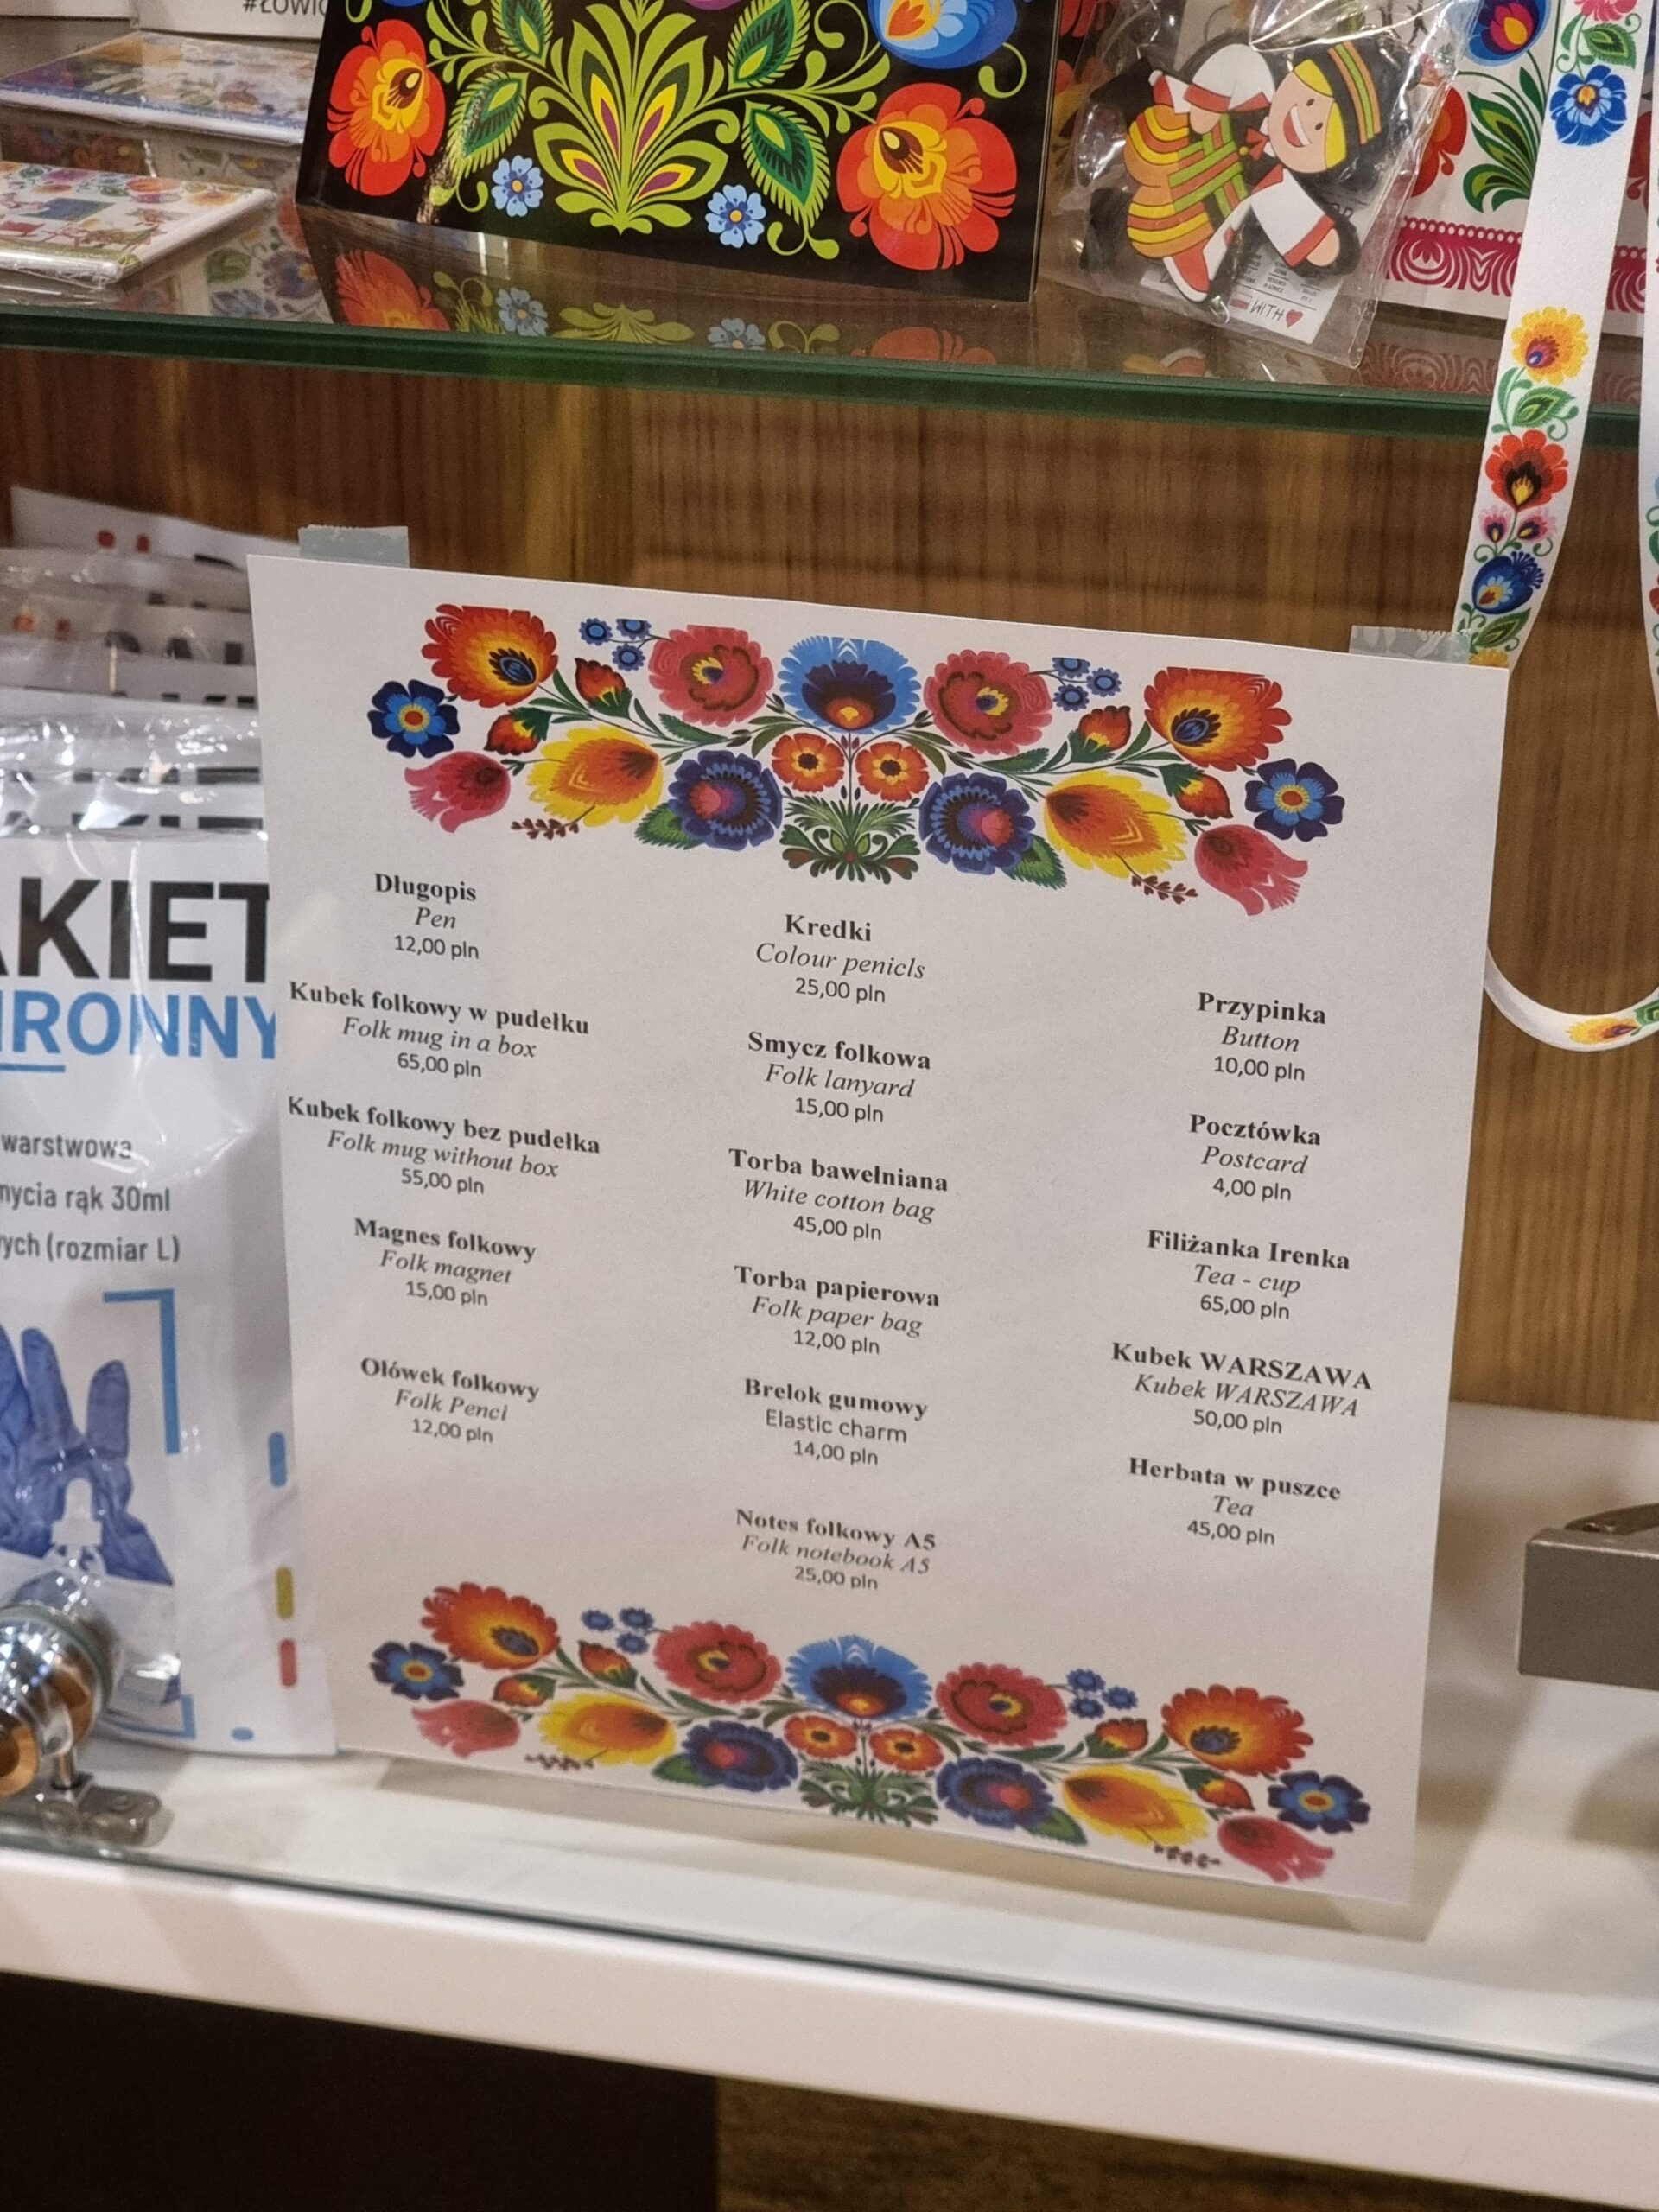 WITH
Długopis
Pen
12,00 pln
Kubek folkowy w pudełku
Folk mug in a box
65,00 pln
Kubek folkowy bez pudełka
Folk mug without box
55,00 pln
Magnes folkowy
Folk magnet
15,00 pln
Ołówek folkowy
Folk Penci
12,00 pln
Kredki
Colour penicls
25,00 pln
Smycz folkowa
Folk lanyard
15,00 pln
Torba bawełniana
White cotton bag
45,00 pln
Torba papierowa
Folk paper bag
12,00 pln
Brelok gumowy
Elastic charm
14,00 pln
Notes folkowy A5
Folk notebook A5
25,00 pln
Przypinka
Button
10,00 pln
Pocztówka
Postcard
4,00 pln
Filiżanka Irenka
Tea - cup
65,00 pln
Kubek WARSZAWA
Kubek WARSZAWA
50,00 pln
Herbata w puszce
Tea
45,00 pln
AKIET
IRONNY
warstwowa
mycia rąk 30ml
ych (rozmiar L)